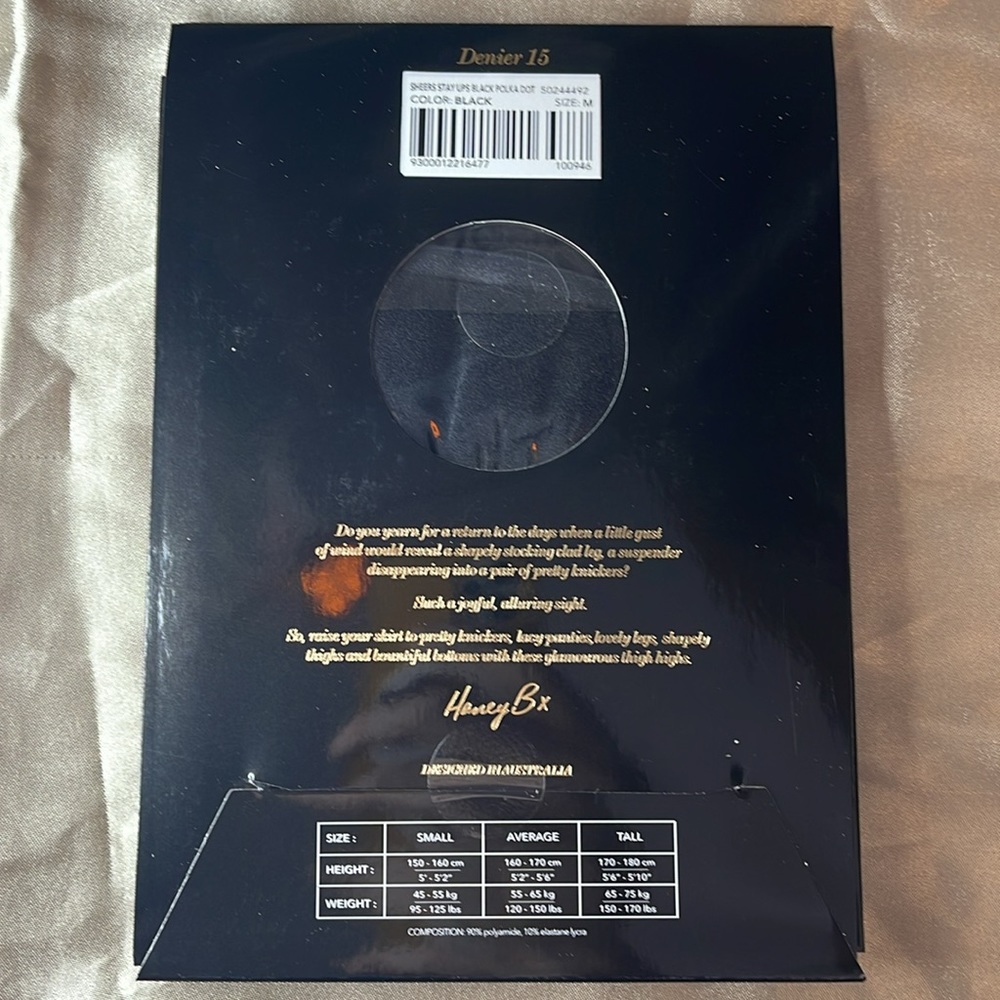 Denier 15
SHEERS STAY UPS BLACK POLKA DOT S0244492
COLOR: BLACK SIZE: M
9300012216477 100946
Do you yearn for a return to the days when a little gust
of wind would reveal a shapely stocking clad leg, a suspender
disappearing into a pair of pretty knickers?
Such a joyful, alluring sight.
So, raise your skirt to pretty knickers, lacy panties, lovely legs, shapely
thighs and bountiful bottoms with these glamourous thigh highs.
Honey B x
DESIGNED IN AUSTRALIA
SIZE : SMALL AVERAGE TALL
HEIGHT : 150 - 160 cm 160 - 170 cm 170 - 180 cm
5' - 5'2" 5'2" - 5'6" 5'6" - 5'10"
WEIGHT : 45 - 55 kg 55 - 65 kg 65 - 75 kg
95 - 125 lbs 120 - 150 lbs 150 - 170 lbs
COMPOSITION: 90% polyamide, 10% elastane lycra